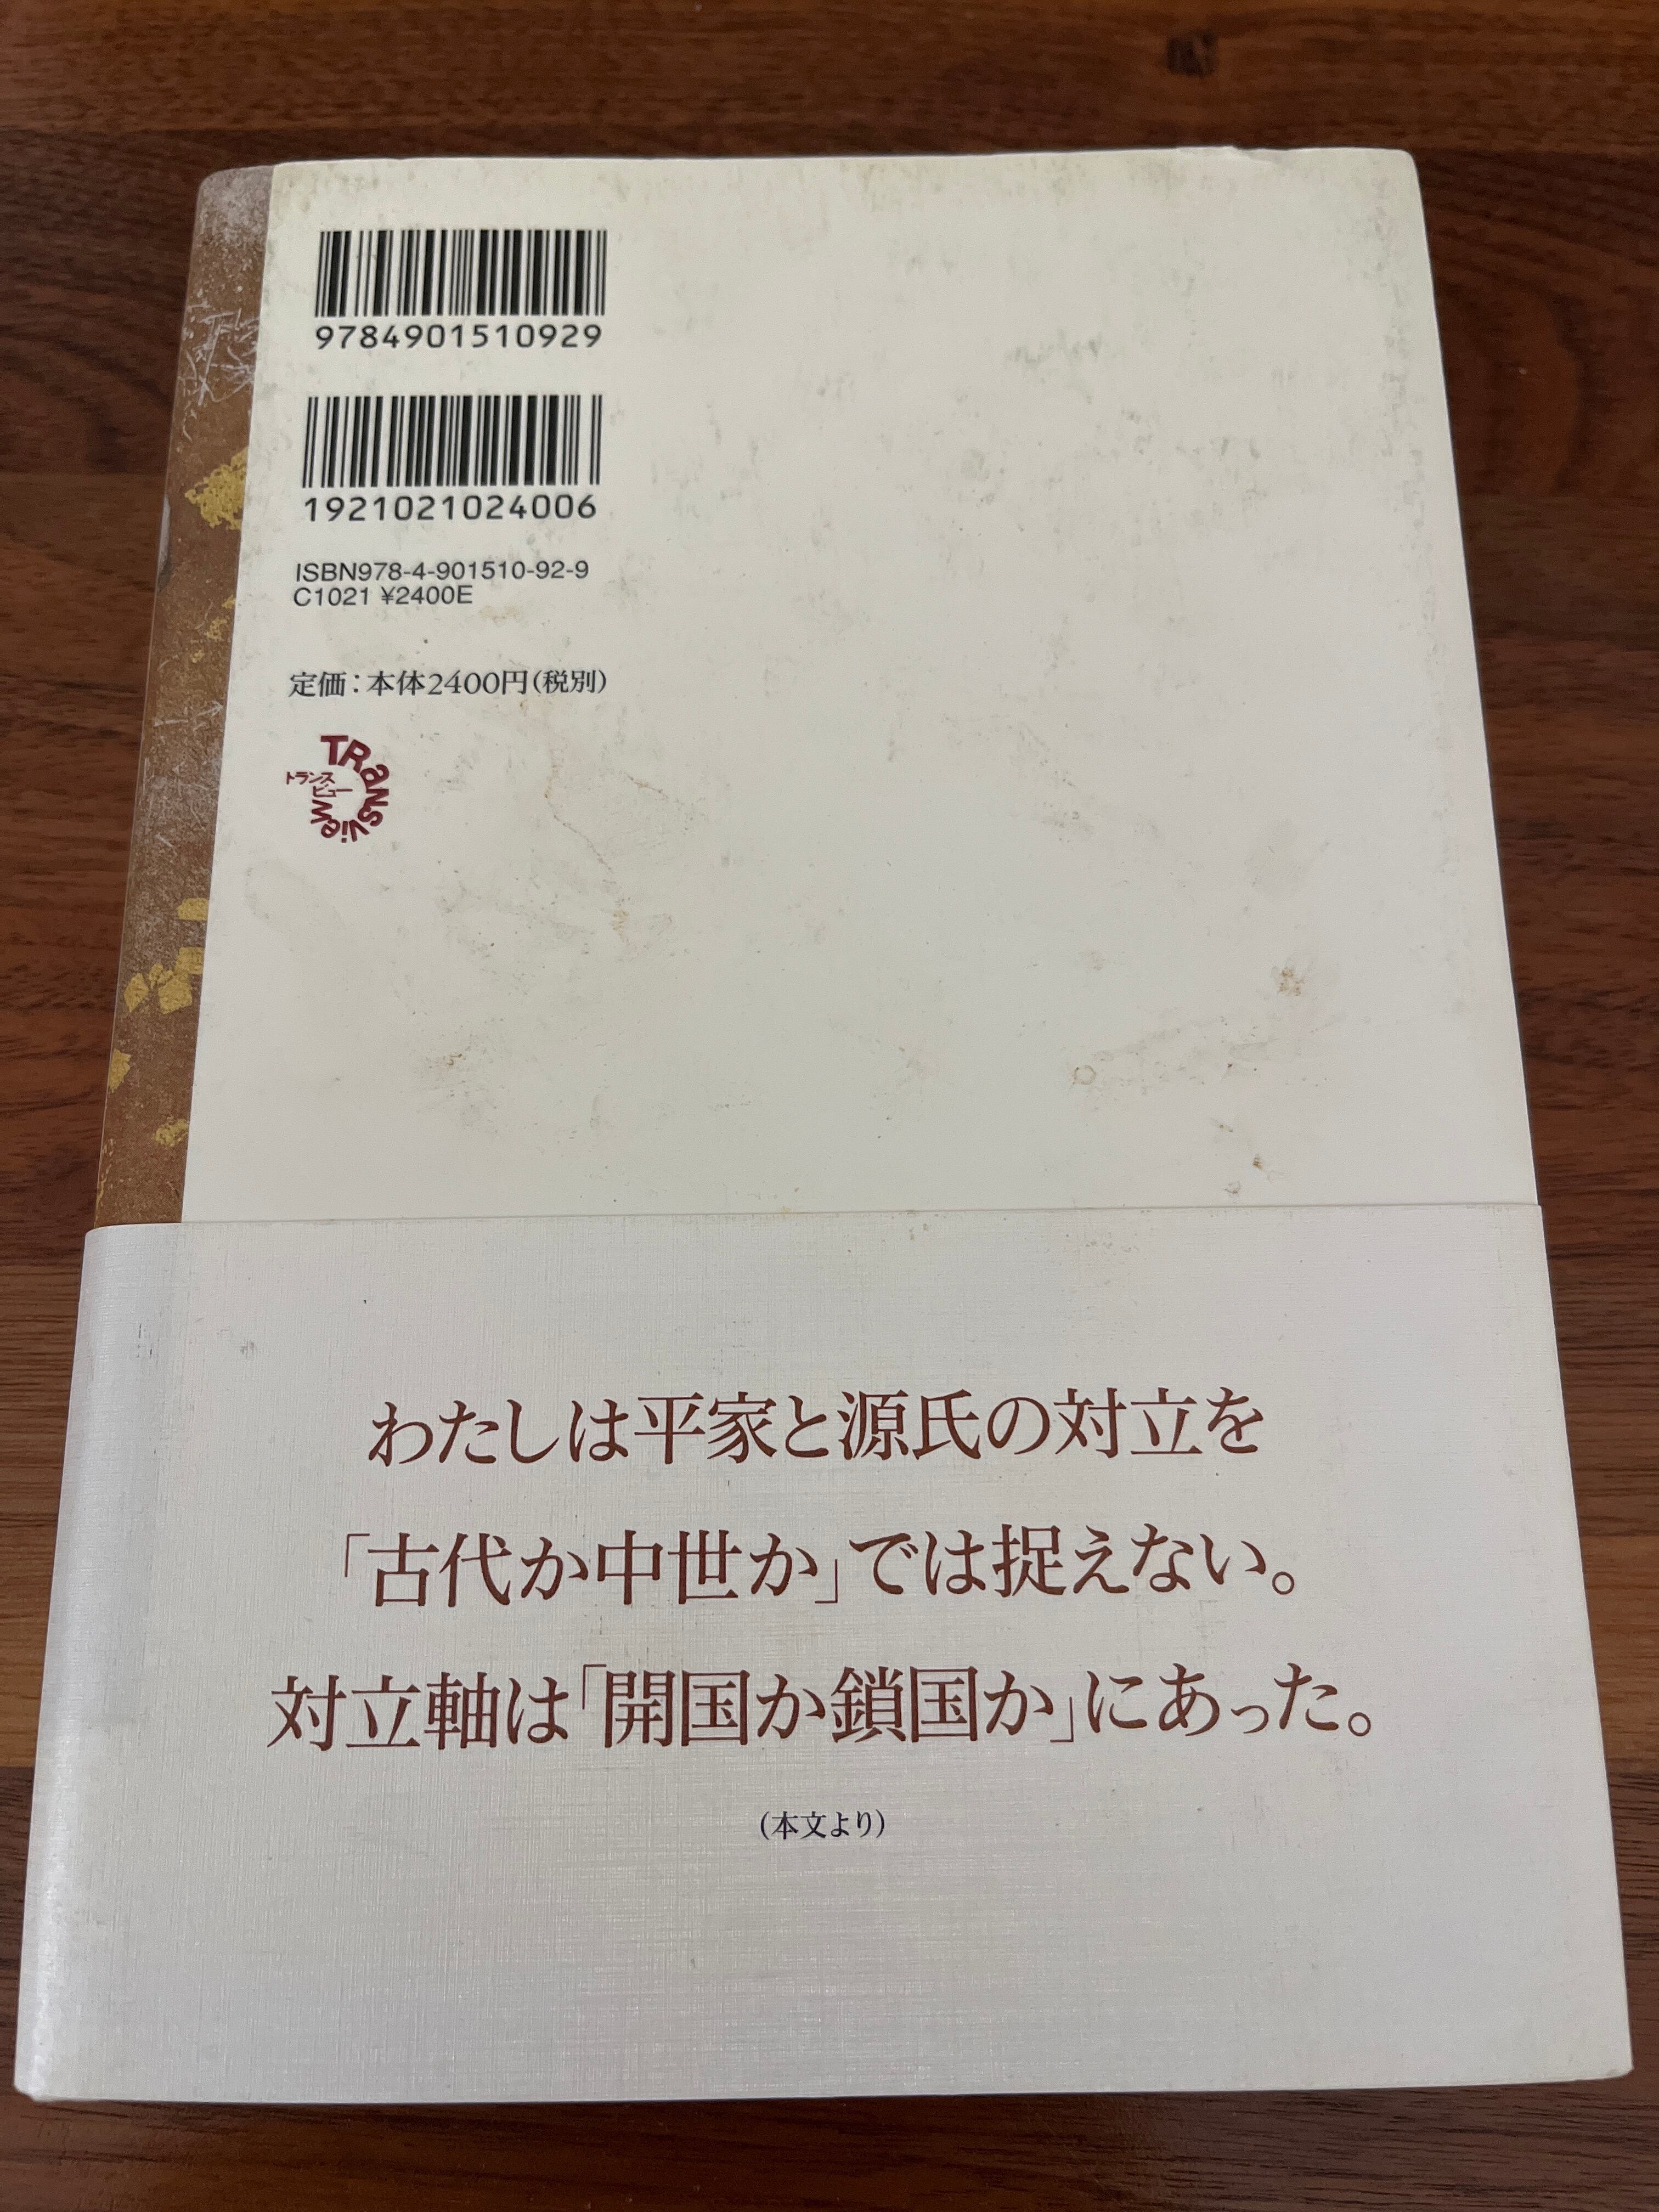 9784901510929
1921021024006
ISBN978-4-901510-92-9
C1021 ¥2400E
定価：本体2400円(税別)
TRansview
トランス
ビュー
わたしは平家と源氏の対立を
「古代か中世か」では捉えない。
対立軸は「開国か鎖国か」にあった。
(本文より)